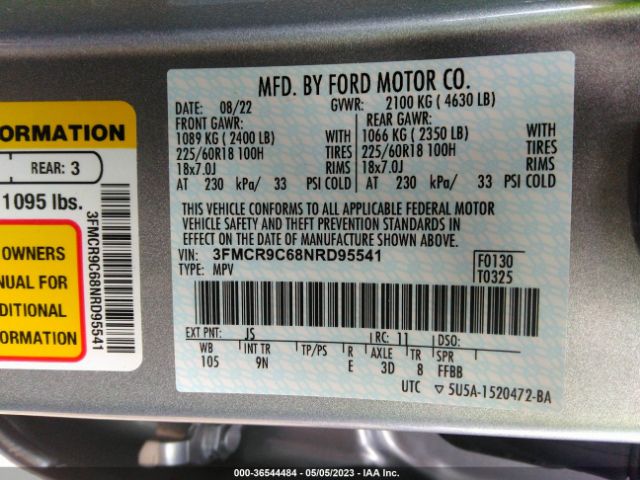 ORMATION
REAR: 3
1095 lbs.
OWNERS
NUAL FOR
DITIONAL
ORMATION
3FMCR9C68NRD95541
MFD. BY FORD MOTOR CO.
DATE: 08/22 GVWR: 2100 KG ( 4630 LB)
FRONT GAWR: REAR GAWR:
1089 KG ( 2400 LB) WITH 1066 KG ( 2350 LB) WITH
225/60R18 100H TIRES 225/60R18 100H TIRES
18x7.0J RIMS 18x7.0J RIMS
AT 230 kPa/ 33 PSI COLD AT 230 kPa/ 33 PSI COLD
THIS VEHICLE CONFORMS TO ALL APPLICABLE FEDERAL MOTOR
VEHICLE SAFETY AND THEFT PREVENTION STANDARDS IN
EFFECT ON THE DATE OF MANUFACTURE SHOWN ABOVE.
VIN: 3FMCR9C68NRD95541 F0130
TYPE: MPV T0325
EXT PNT: JS RC: 11 DSO:
WB INT TR TP/PS R AXLE TR SPR
105 9N E 3D 8 FFBB
UTC ▽ 5U5A-1520472-BA
000-36544484 - 05/05/2023 - IAA Inc.